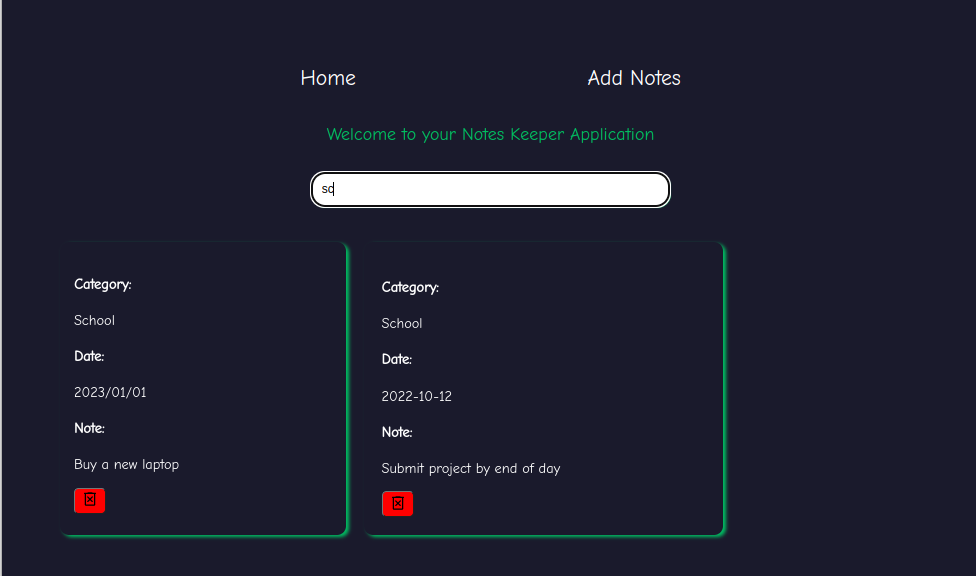 Home
Add Notes
Welcome to your Notes Keeper Application
sc
Category:
School
Date:
2023/01/01
Note:
Buy a new laptop
Category:
School
Date:
2022-10-12
Note:
Submit project by end of day